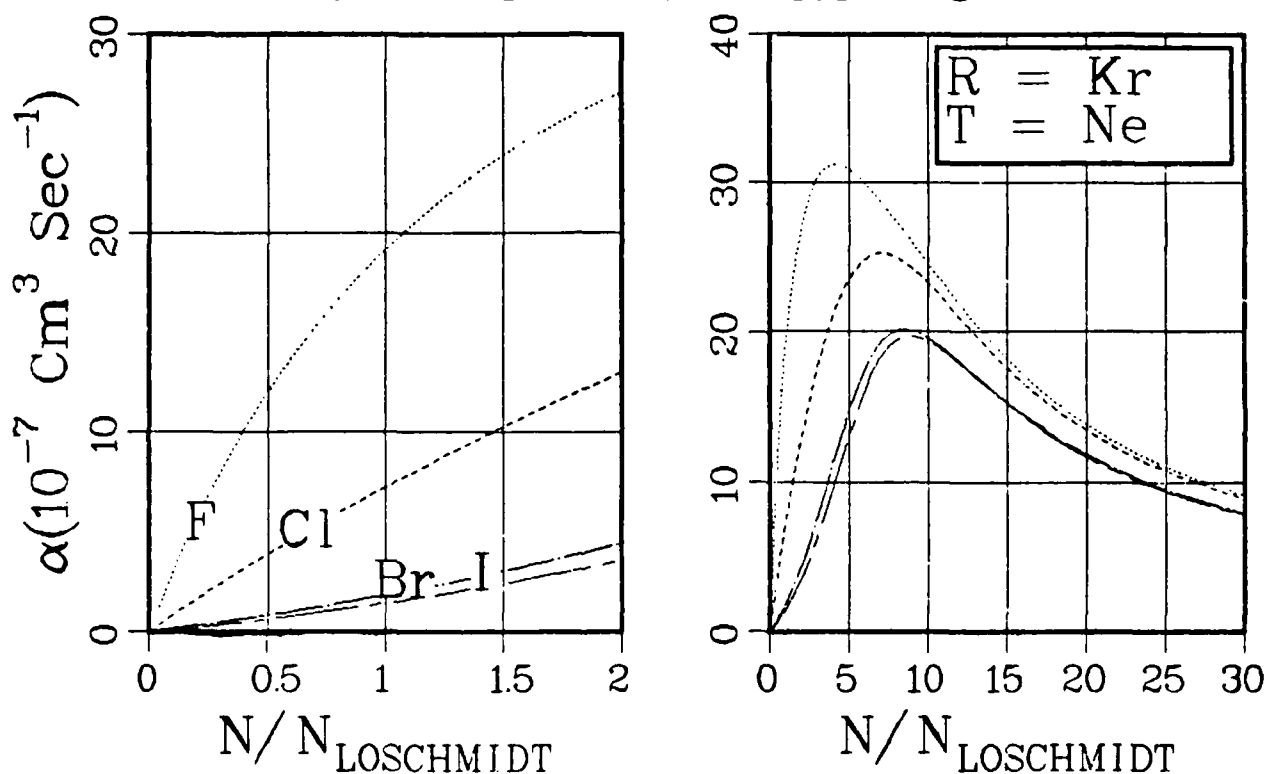 α(10⁻⁷ Cm³ Sec⁻¹)
30
20
10
0
F
Cl
Br
I
0 0.5 1 1.5 2
N/N_LOSCHMIDT
40
30
20
10
0
R = Kr
T = Ne
0 5 10 15 20 25 30
N/N_LOSCHMIDT